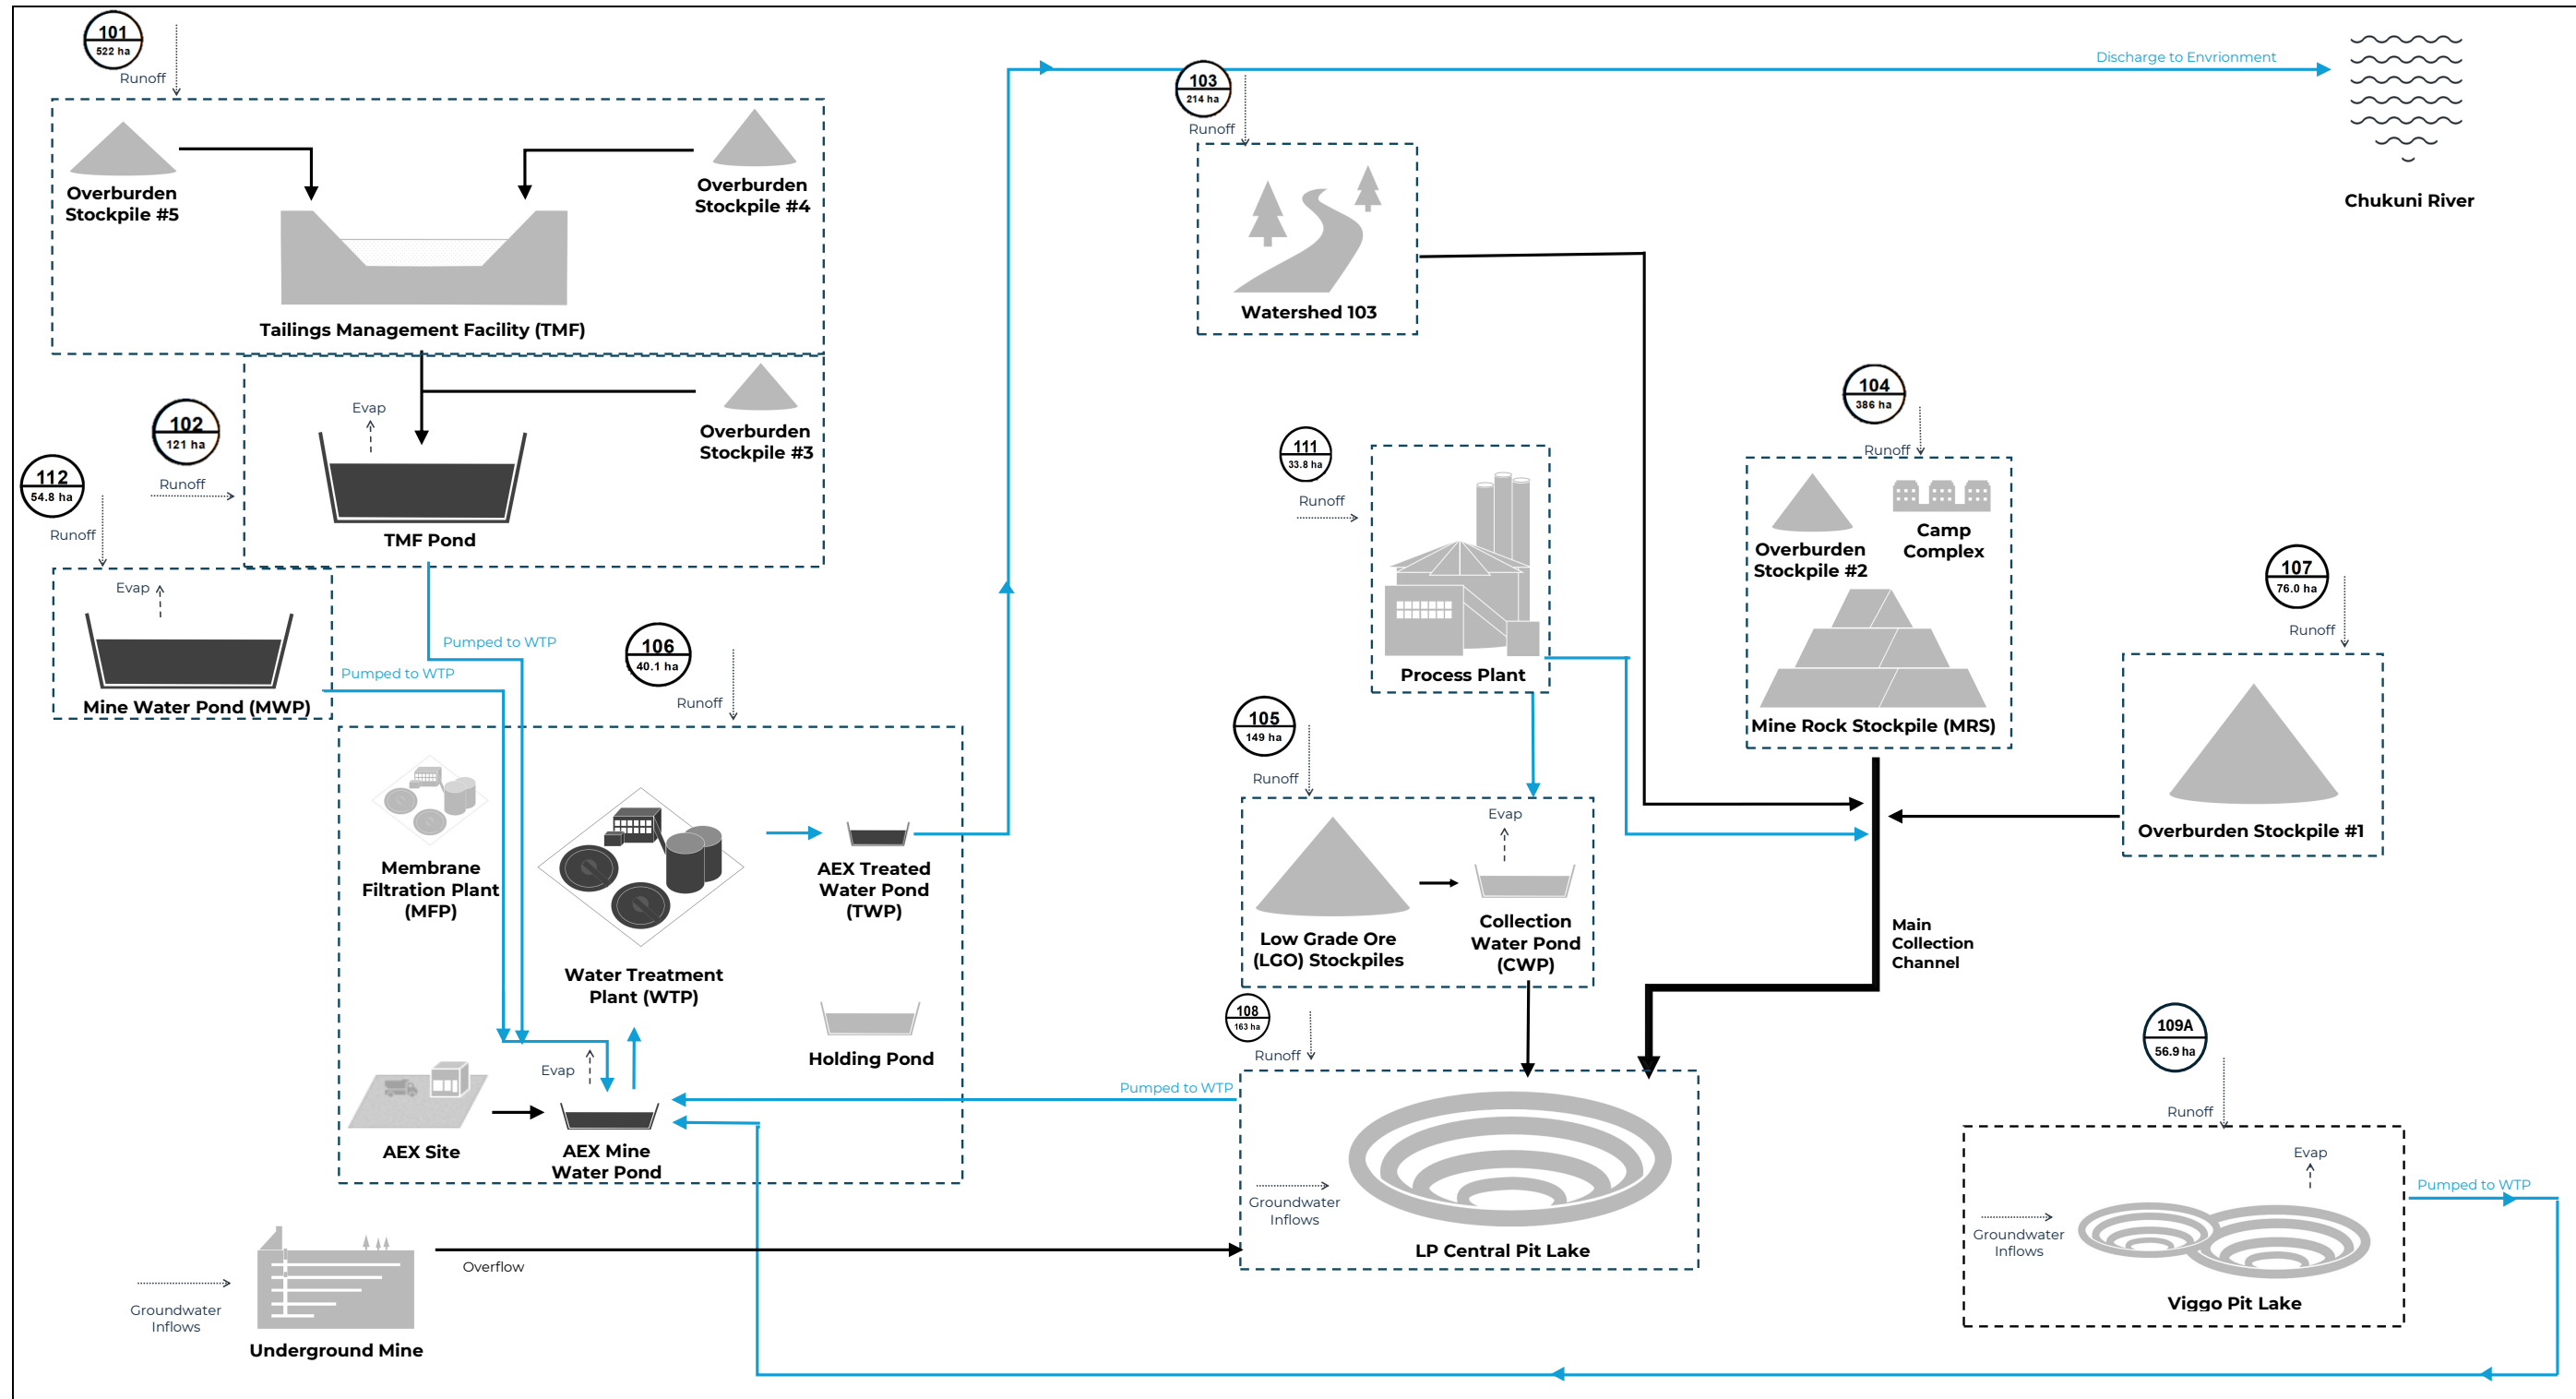 101
522 ha
Runoff
Overburden
Stockpile #5
Overburden
Stockpile #4
Tailings Management Facility (TMF)
102
121 ha
Runoff
Evap
Overburden
Stockpile #3
TMF Pond
112
54.8 ha
Runoff
Evap
Mine Water Pond (MWP)
Pumped to WTP
Pumped to WTP
106
40.1 ha
Runoff
Membrane
Filtration Plant
(MFP)
Water Treatment
Plant (WTP)
AEX Treated
Water Pond
(TWP)
Holding Pond
Evap
AEX Site
AEX Mine
Water Pond
Groundwater
Inflows
Underground Mine
Overflow
Discharge to Envrionment
Chukuni River
103
214 ha
Runoff
Watershed 103
111
33.8 ha
Runoff
Process Plant
104
386 ha
Runoff
Overburden
Stockpile #2
Camp
Complex
Mine Rock Stockpile (MRS)
107
76.0 ha
Runoff
Overburden Stockpile #1
105
149 ha
Runoff
Evap
Low Grade Ore
(LGO) Stockpiles
Collection
Water Pond
(CWP)
Main
Collection
Channel
108
163 ha
Runoff
Pumped to WTP
Groundwater
Inflows
LP Central Pit Lake
109A
56.9 ha
Runoff
Evap
Groundwater
Inflows
Viggo Pit Lake
Pumped to WTP